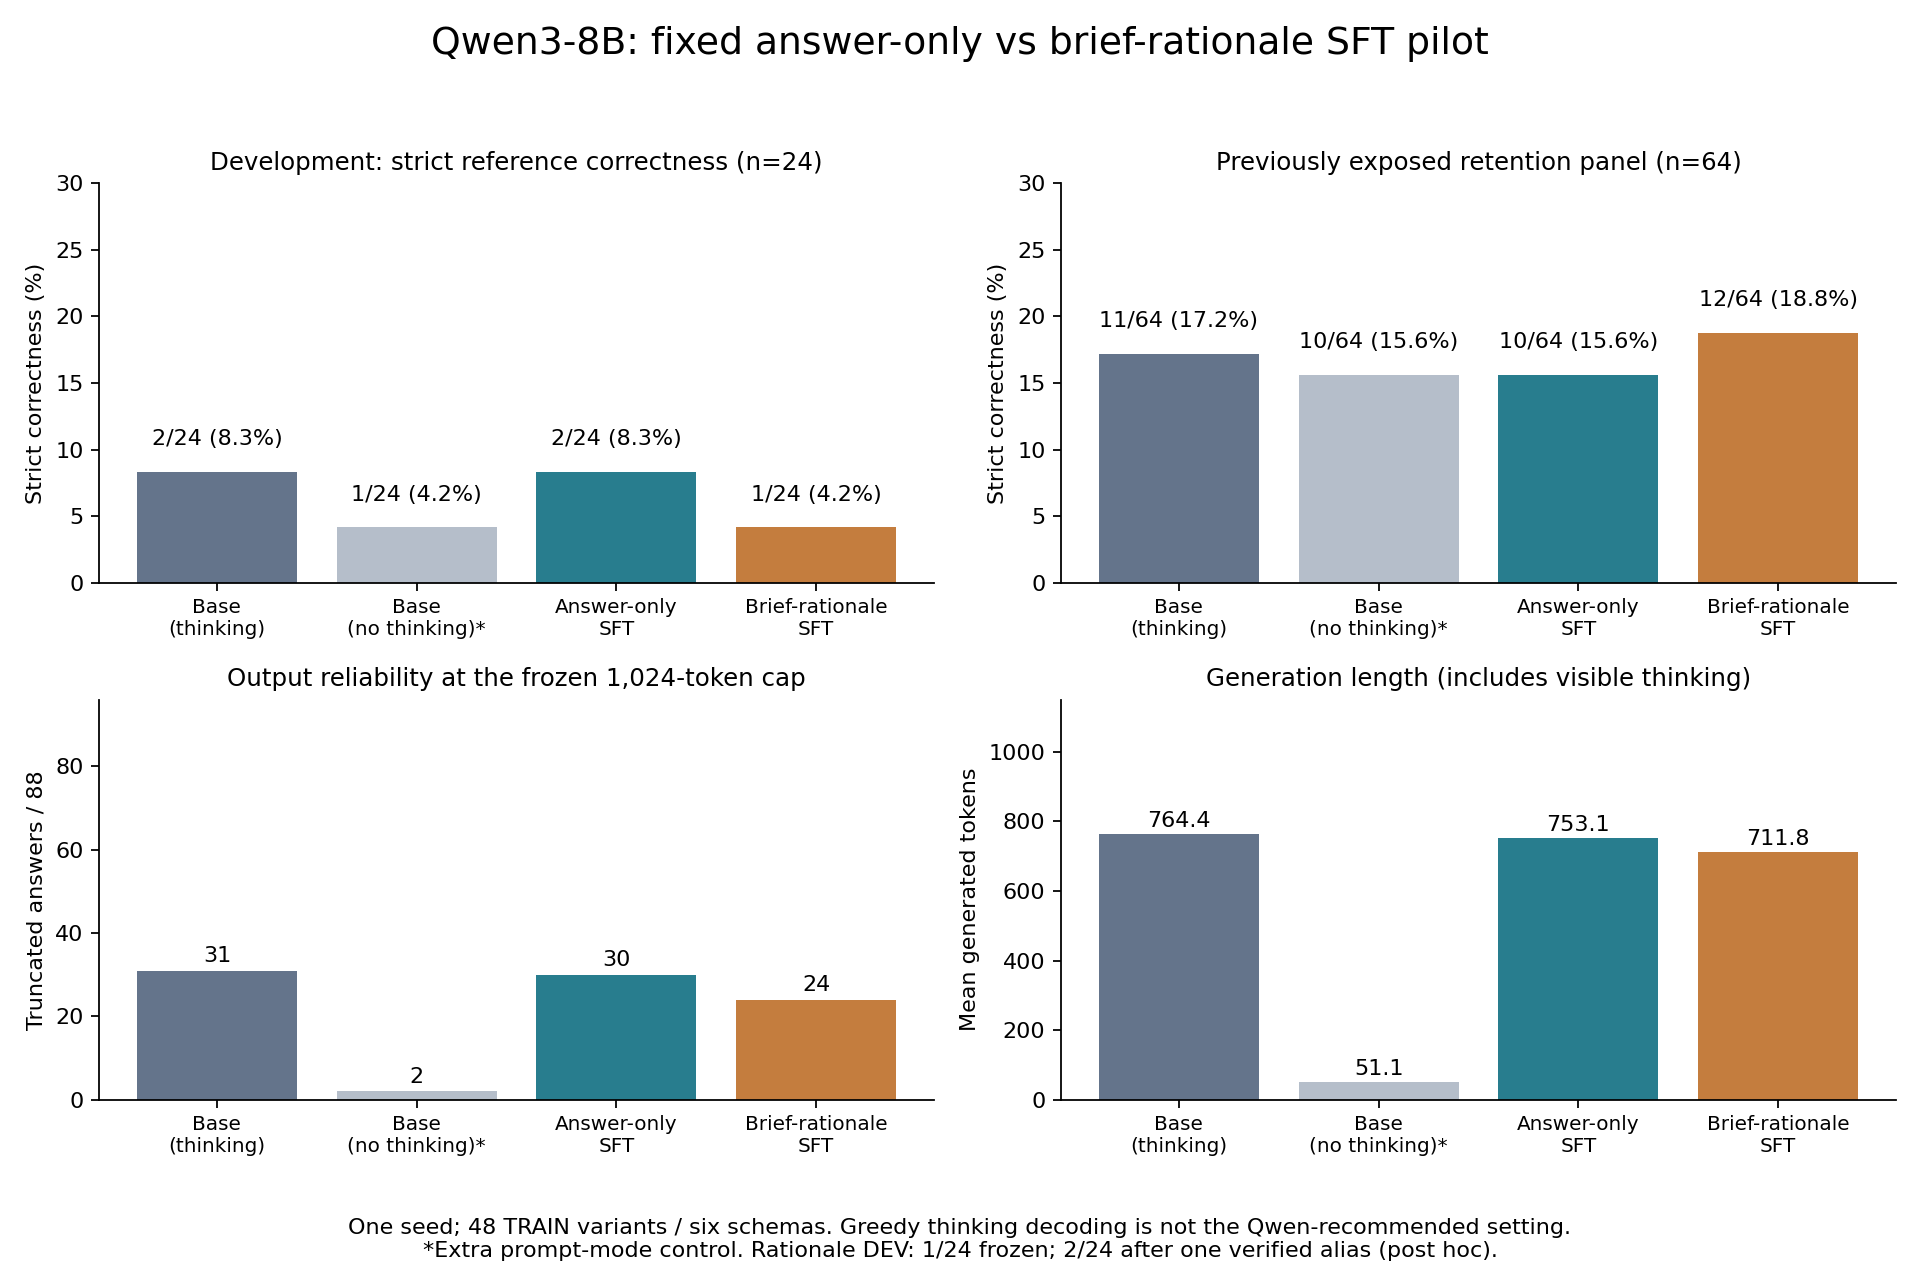 Qwen3-8B: fixed answer-only vs brief-rationale SFT pilot
Development: strict reference correctness (n=24)
Strict correctness (%)
30
25
20
15
10
5
0
2/24 (8.3%)
1/24 (4.2%)
2/24 (8.3%)
1/24 (4.2%)
Base
(thinking)
Base
(no thinking)*
Answer-only
SFT
Brief-rationale
SFT
Previously exposed retention panel (n=64)
Strict correctness (%)
30
25
20
15
10
5
0
11/64 (17.2%)
10/64 (15.6%)
10/64 (15.6%)
12/64 (18.8%)
Base
(thinking)
Base
(no thinking)*
Answer-only
SFT
Brief-rationale
SFT
Output reliability at the frozen 1,024-token cap
Truncated answers / 88
80
60
40
20
0
31
2
30
24
Base
(thinking)
Base
(no thinking)*
Answer-only
SFT
Brief-rationale
SFT
Generation length (includes visible thinking)
Mean generated tokens
1000
800
600
400
200
0
764.4
51.1
753.1
711.8
Base
(thinking)
Base
(no thinking)*
Answer-only
SFT
Brief-rationale
SFT
One seed; 48 TRAIN variants / six schemas. Greedy thinking decoding is not the Qwen-recommended setting.
*Extra prompt-mode control. Rationale DEV: 1/24 frozen; 2/24 after one verified alias (post hoc).